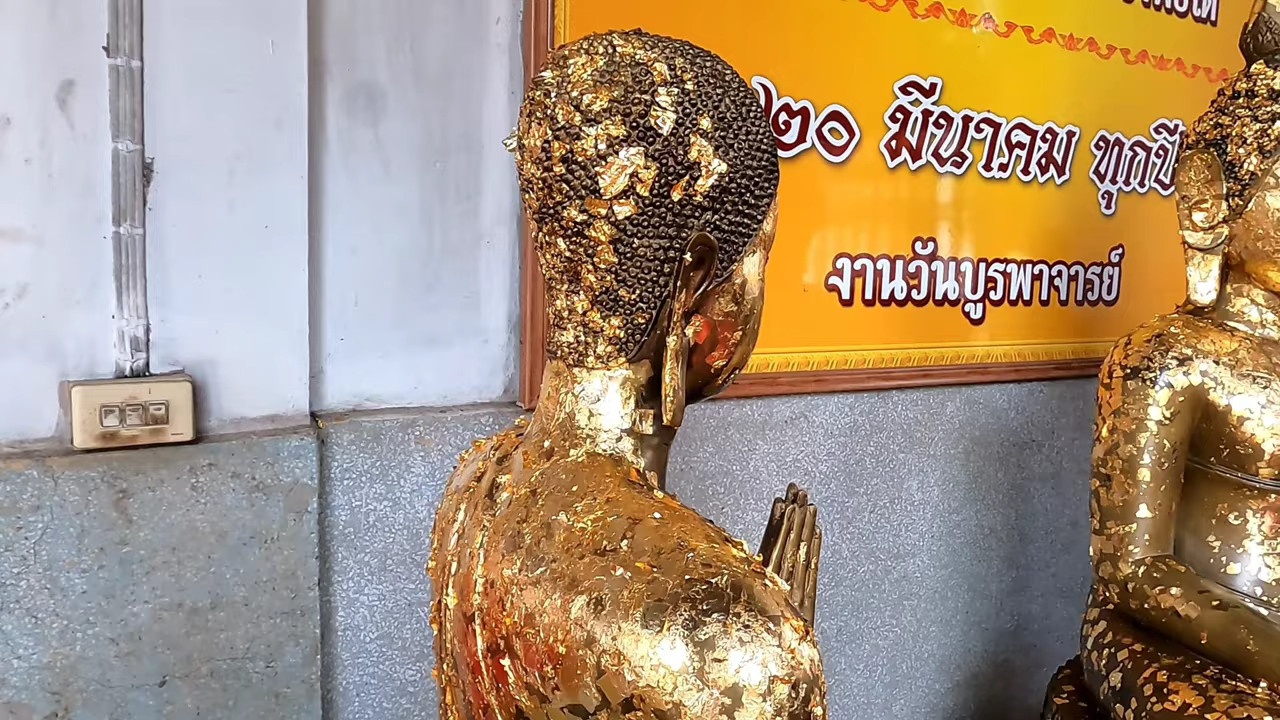 ๒๐ มีนาคม ทุกปี
งานวันบูรพาจารย์